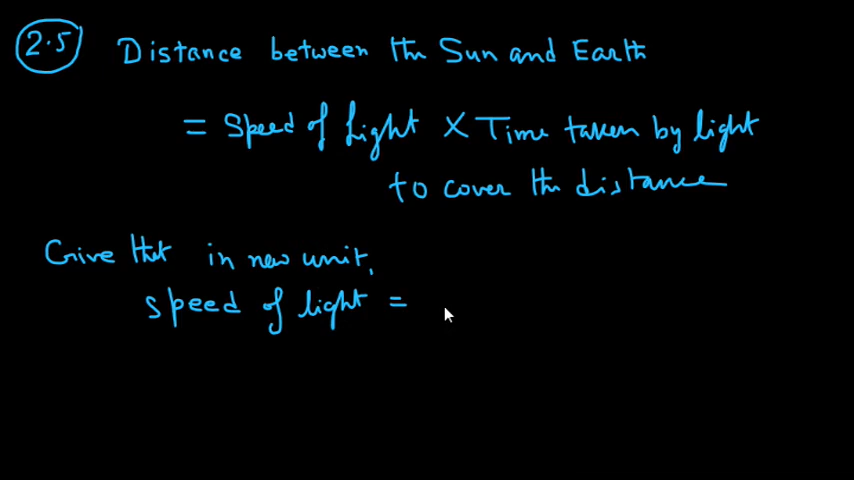 2.5 Distance between the Sun and Earth
= Speed of Light × Time taken by light
to cover the distance
Give that in new unit,
speed of light =